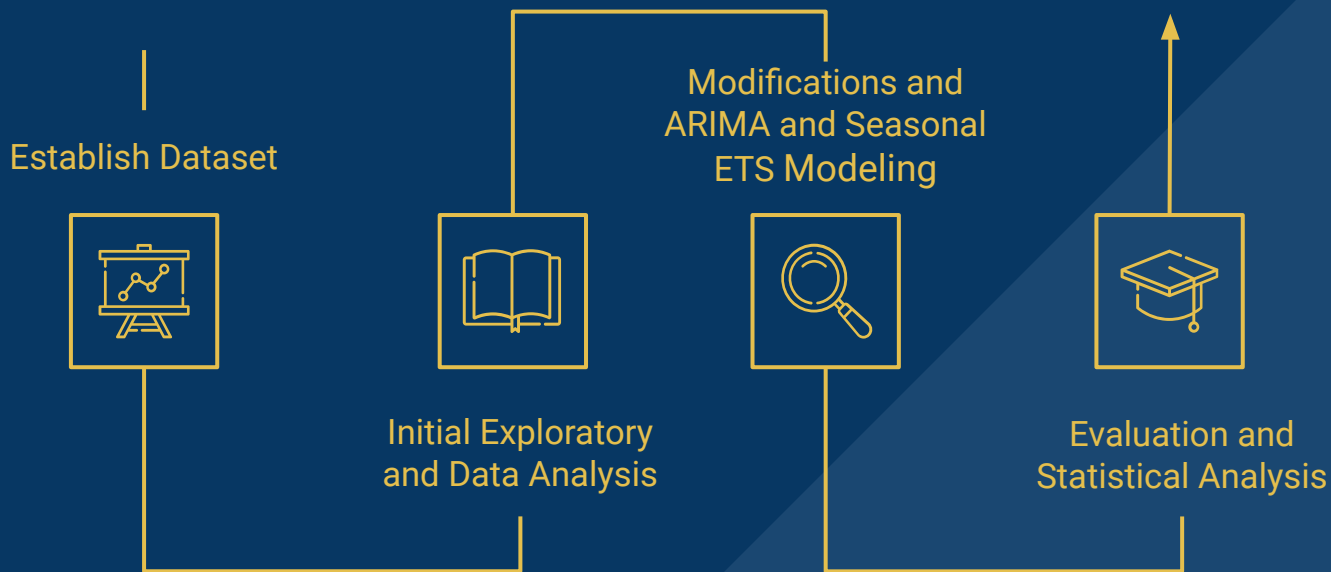 Establish Dataset
Initial Exploratory
and Data Analysis
Modifications and
ARIMA and Seasonal
ETS Modeling
Evaluation and
Statistical Analysis